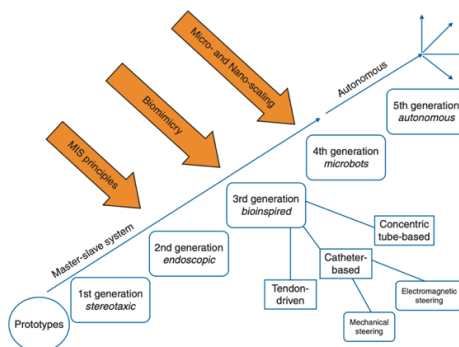 Micro- and Nano-scaling
Biomimicry
MIS principles
Master-slave system
Autonomous
Prototypes
1st generation
stereotaxic
2nd generation
endoscopic
3rd generation
bioinspired
4th generation
microbots
5th generation
autonomous
Tendon-
driven
Catheter-
based
Concentric
tube-based
Mechanical
steering
Electromagnetic
steering